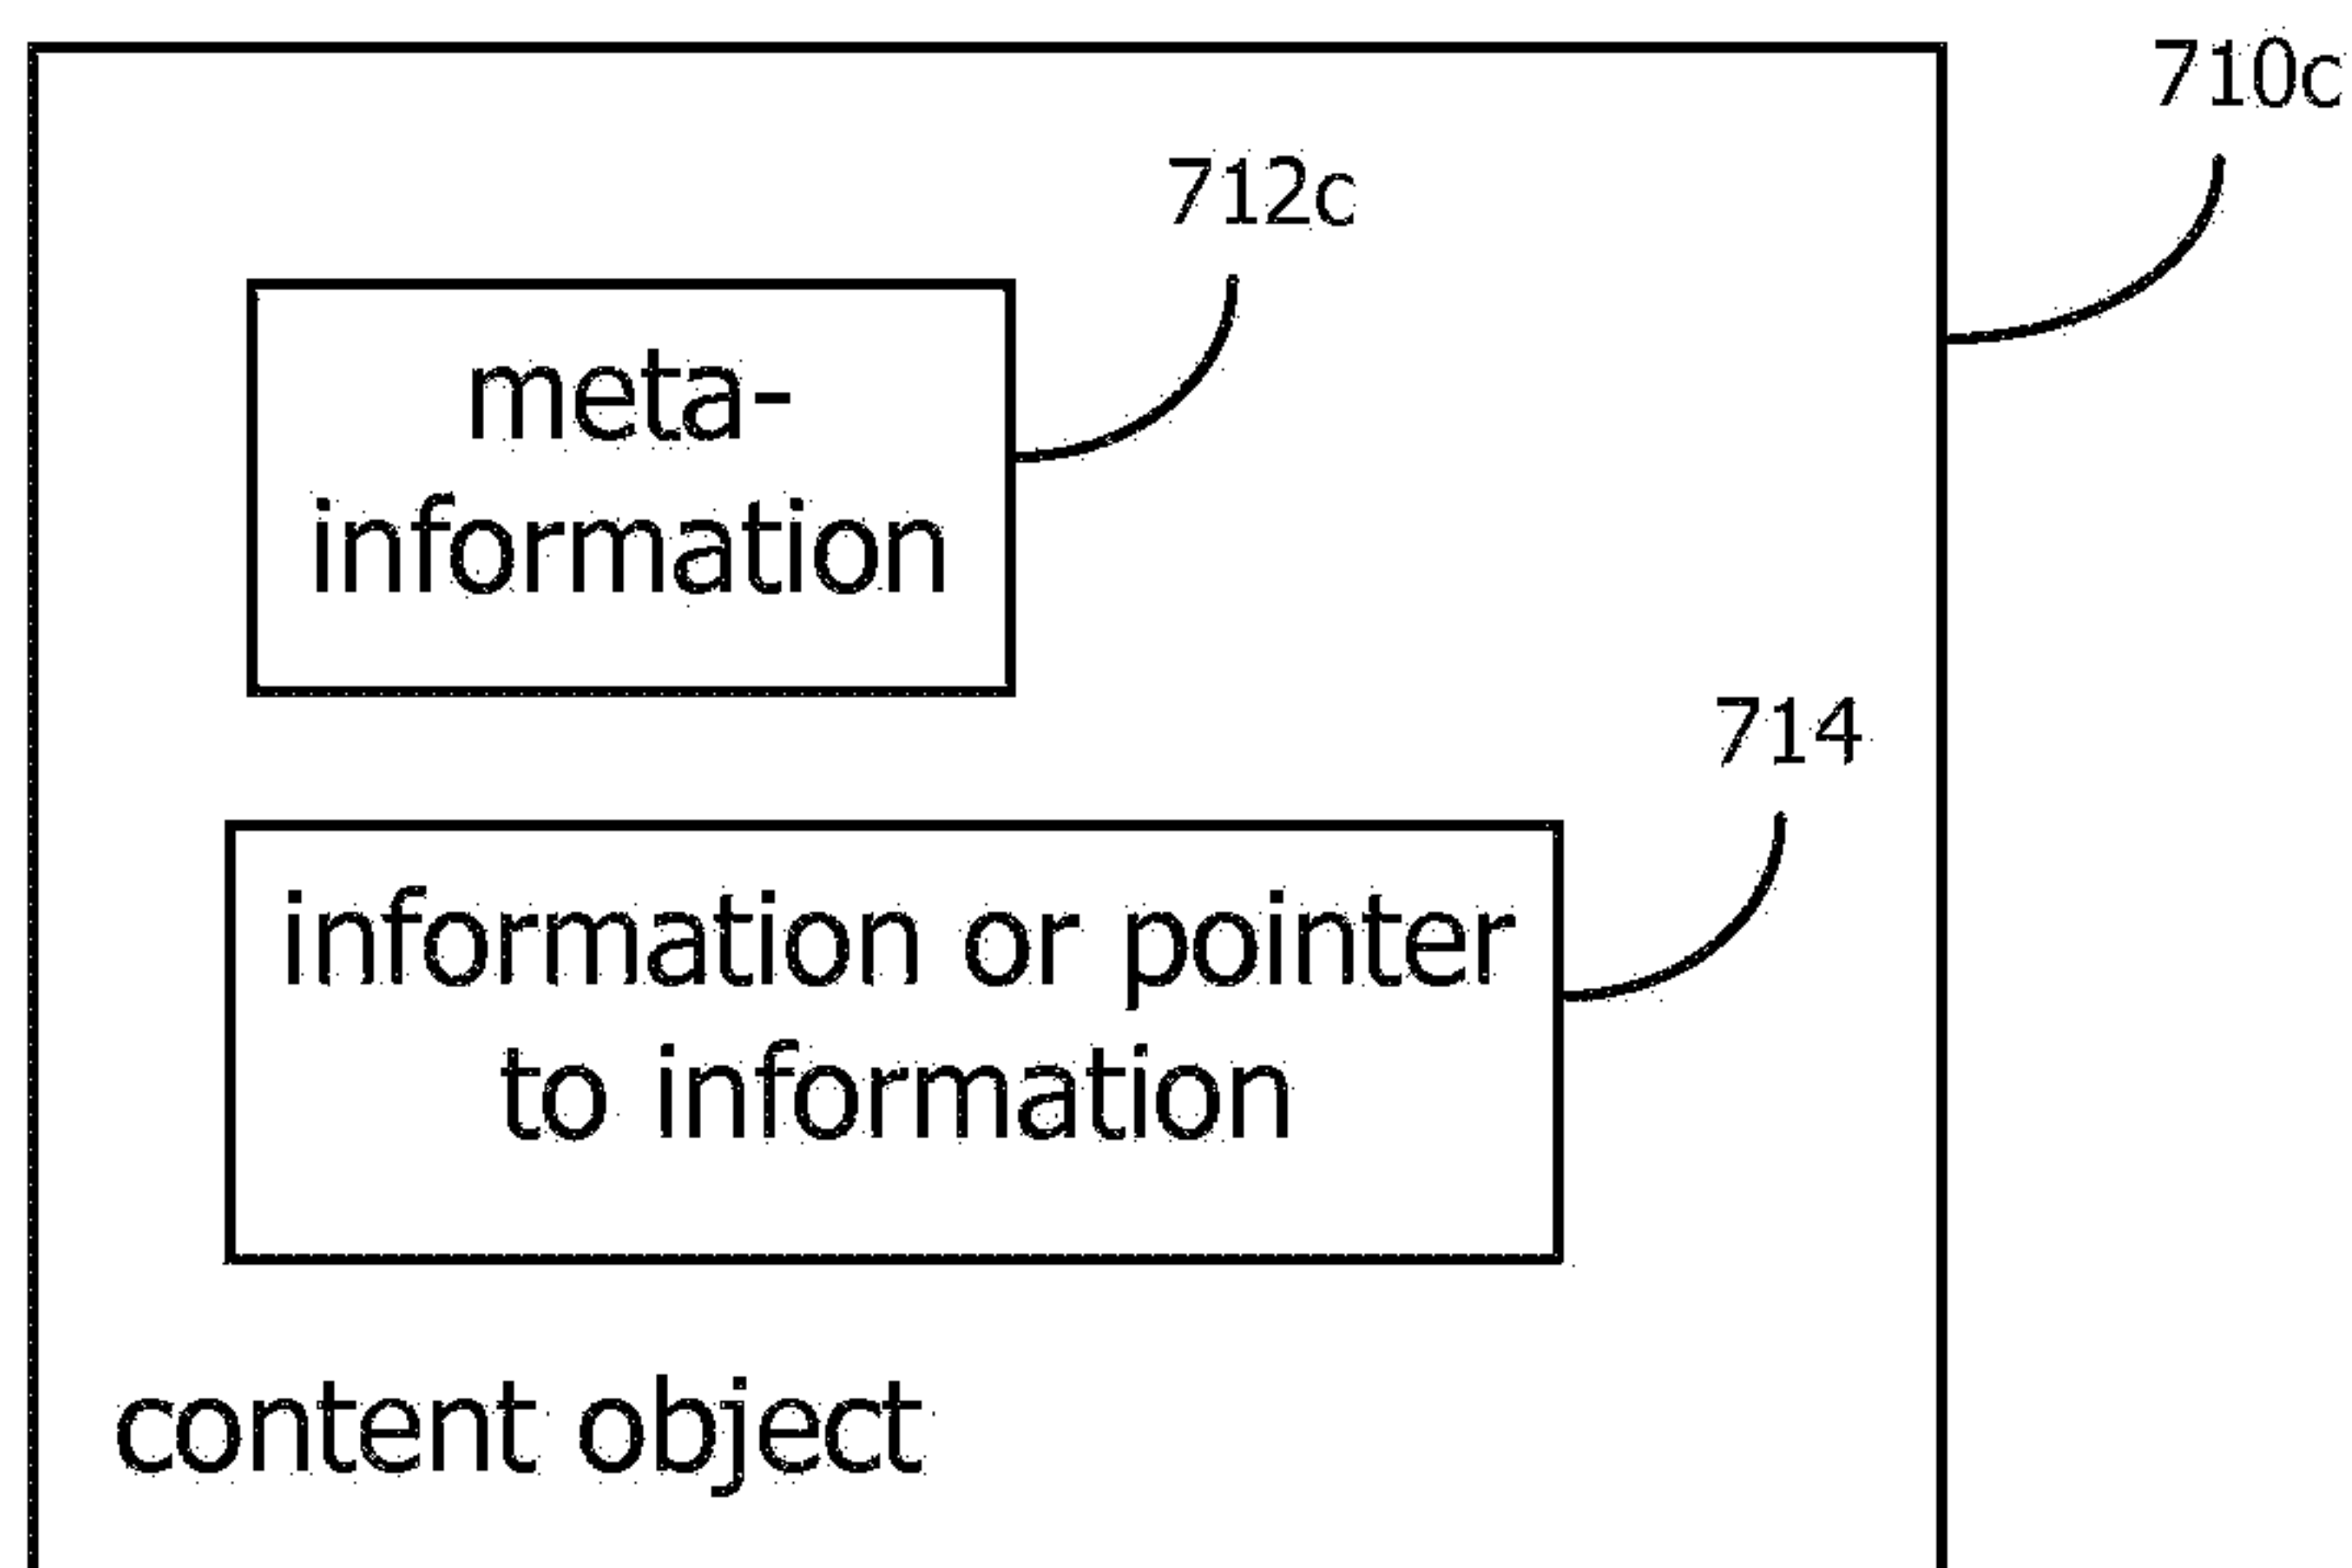 710c
712c
meta-
information
714
information or pointer
to information
content object